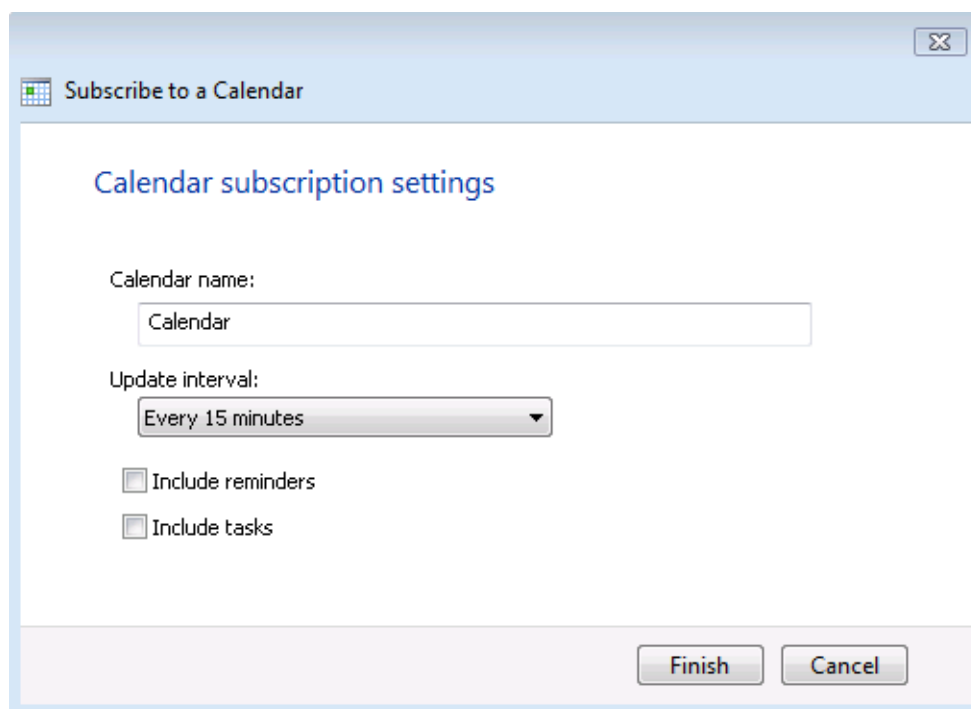 Subscribe to a Calendar
Calendar subscription settings
Calendar name:
Calendar
Update interval:
Every 15 minutes
Include reminders
Include tasks
Finish Cancel